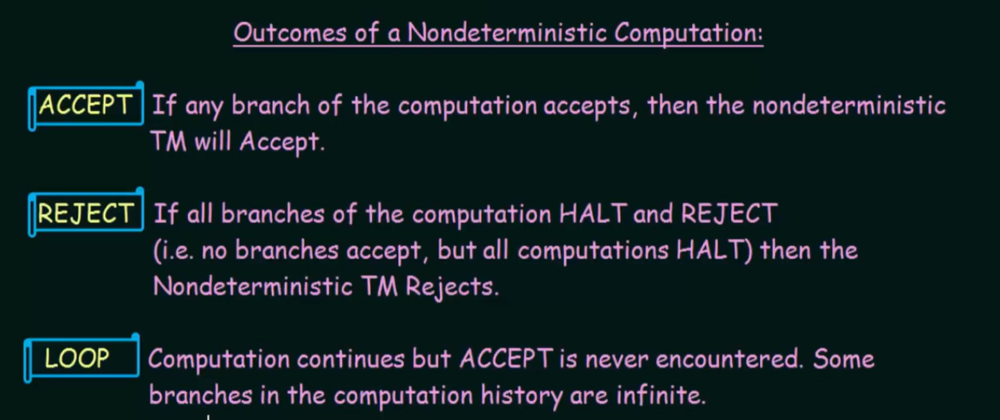 Outcomes of a Nondeterministic Computation:
ACCEPT If any branch of the computation accepts, then the nondeterministic
TM will Accept.
REJECT If all branches of the computation HALT and REJECT
(i.e. no branches accept, but all computations HALT) then the
Nondeterministic TM Rejects.
LOOP Computation continues but ACCEPT is never encountered. Some
branches in the computation history are infinite.